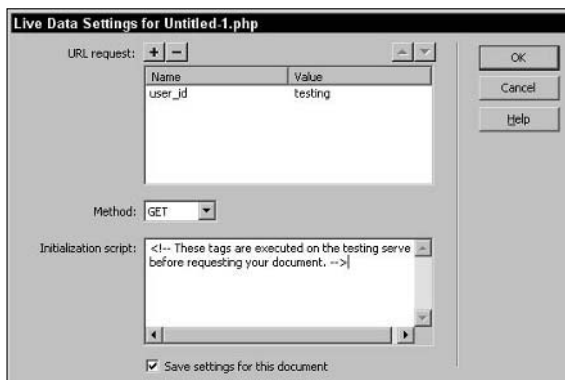 Live Data Settings for Untitled-1.php
URL request:
Name Value
user_id testing
Method: GET
Initialization script: <!-- These tags are executed on the testing serve
before requesting your document. -->
Save settings for this document
OK
Cancel
Help